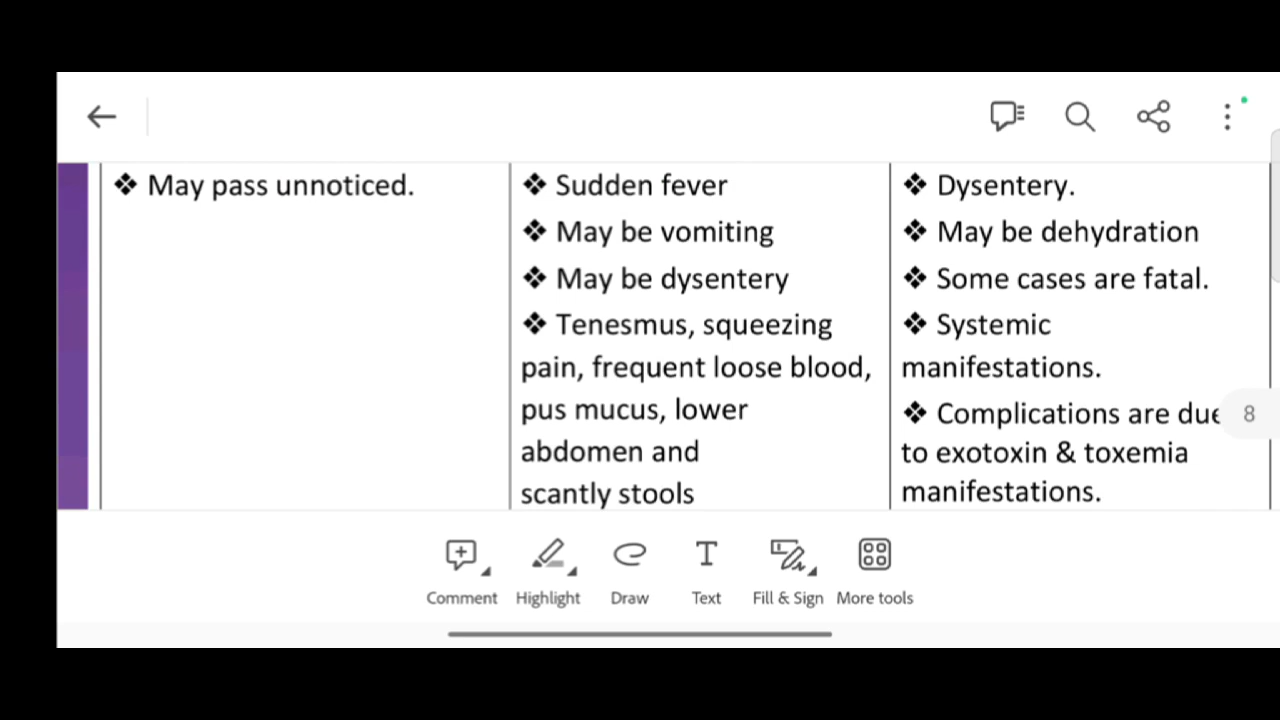 ❖ May pass unnoticed.
❖ Sudden fever
❖ May be vomiting
❖ May be dysentery
❖ Tenesmus, squeezing
pain, frequent loose blood,
pus mucus, lower
abdomen and
scantly stools
❖ Dysentery.
❖ May be dehydration
❖ Some cases are fatal.
❖ Systemic
manifestations.
❖ Complications are due
to exotoxin & toxemia
manifestations.
8
Comment Highlight Draw Text Fill & Sign More tools